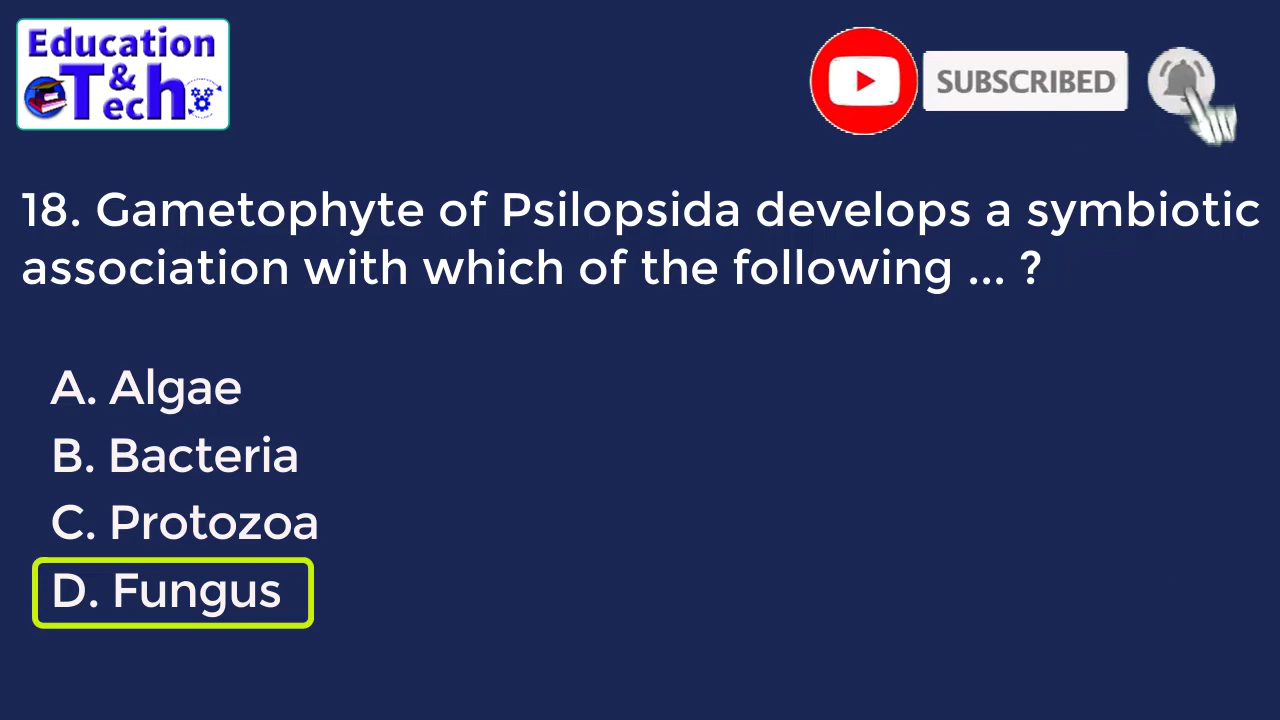 Education
& Tech
SUBSCRIBED
18. Gametophyte of Psilopsida develops a symbiotic
association with which of the following ... ?
A. Algae
B. Bacteria
C. Protozoa
D. Fungus